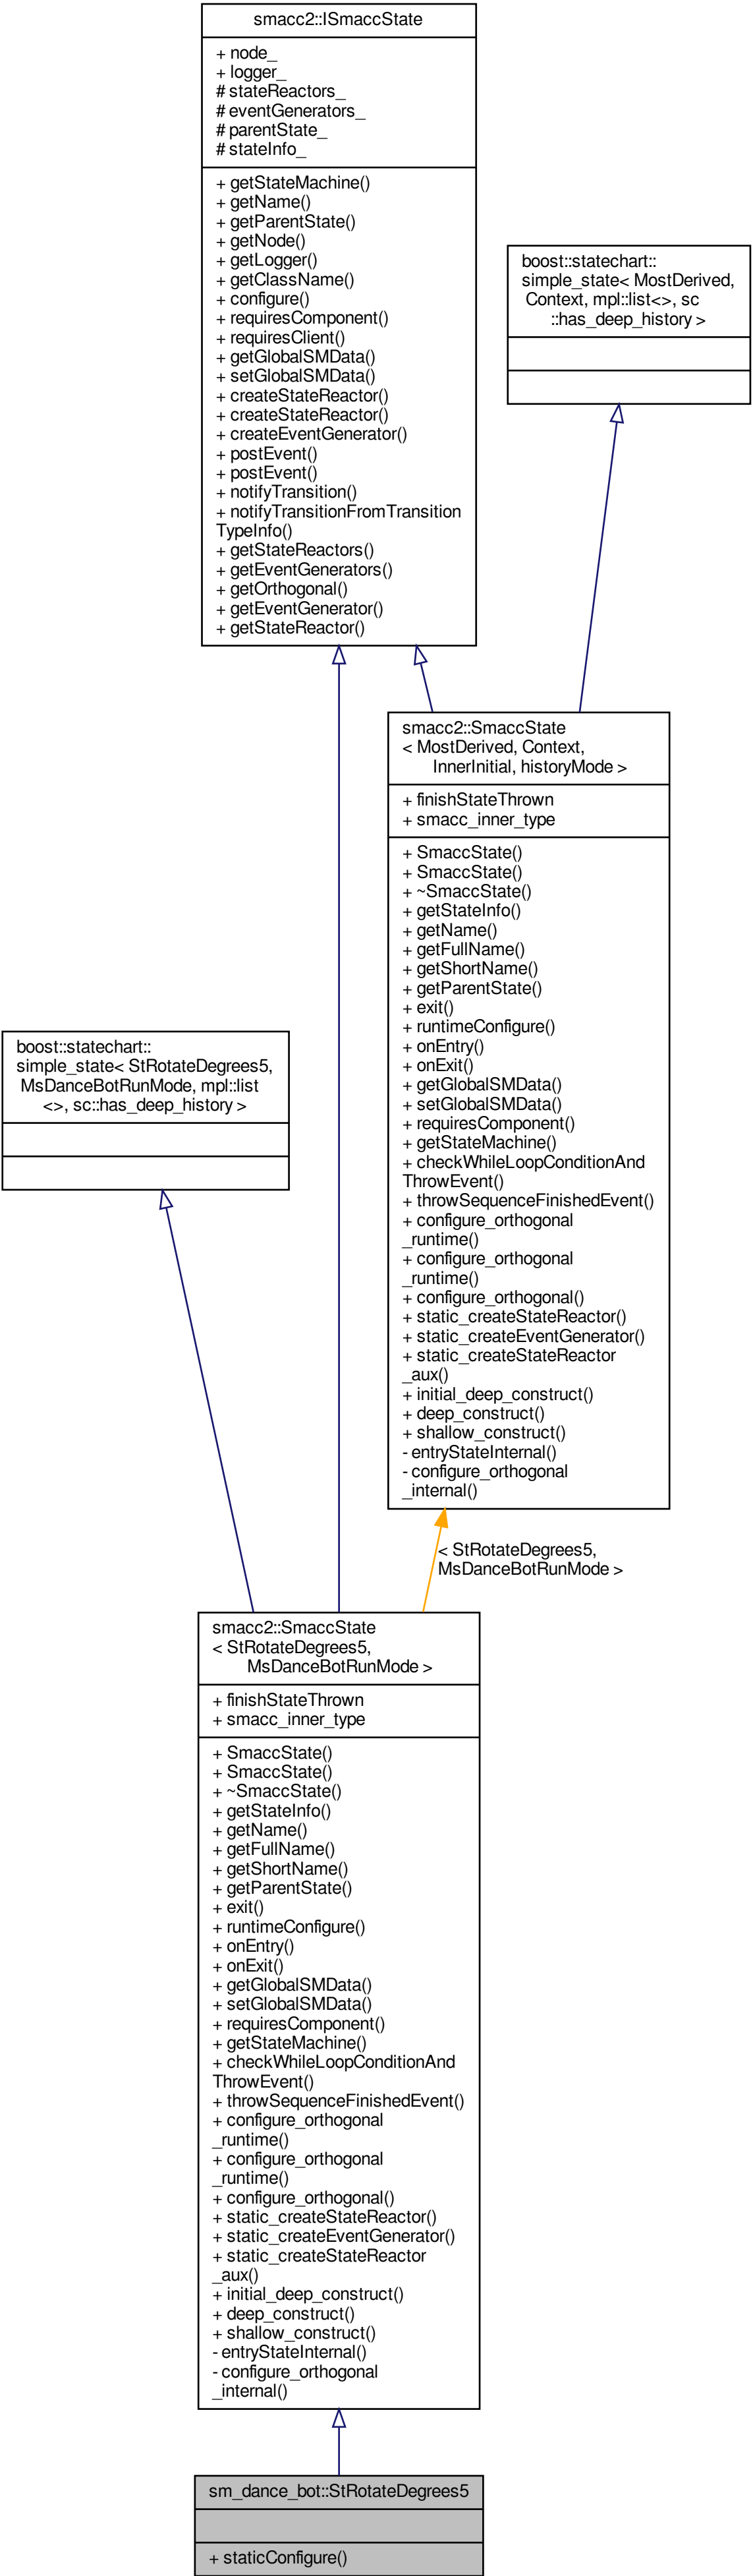 smacc2::ISmaccState
+ node_
+ logger_
# stateReactors_
# eventGenerators_
# parentState_
# stateInfo_
+ getStateMachine()
+ getName()
+ getParentState()
+ getNode()
+ getLogger()
+ getClassName()
+ configure()
+ requiresComponent()
+ requiresClient()
+ getGlobalSMData()
+ setGlobalSMData()
+ createStateReactor()
+ createStateReactor()
+ createEventGenerator()
+ postEvent()
+ postEvent()
+ notifyTransition()
+ notifyTransitionFromTransition
TypeInfo()
+ getStateReactors()
+ getEventGenerators()
+ getOrthogonal()
+ getEventGenerator()
+ getStateReactor()
boost::statechart::
simple_state< MostDerived,
Context, mpl::list<>, sc
::has_deep_history >
smacc2::SmaccState
< MostDerived, Context,
InnerInitial, historyMode >
+ finishStateThrown
+ smacc_inner_type
+ SmaccState()
+ SmaccState()
+ ~SmaccState()
+ getStateInfo()
+ getName()
+ getFullName()
+ getShortName()
+ getParentState()
+ exit()
+ runtimeConfigure()
+ onEntry()
+ onExit()
+ getGlobalSMData()
+ setGlobalSMData()
+ requiresComponent()
+ getStateMachine()
+ checkWhileLoopConditionAnd
ThrowEvent()
+ throwSequenceFinishedEvent()
+ configure_orthogonal
_runtime()
+ configure_orthogonal
_runtime()
+ configure_orthogonal()
+ static_createStateReactor()
+ static_createEventGenerator()
+ static_createStateReactor
_aux()
+ initial_deep_construct()
+ deep_construct()
+ shallow_construct()
- entryStateInternal()
- configure_orthogonal
_internal()
boost::statechart::
simple_state< StRotateDegrees5,
MsDanceBotRunMode, mpl::list
<>, sc::has_deep_history >
< StRotateDegrees5,
MsDanceBotRunMode >
smacc2::SmaccState
< StRotateDegrees5,
MsDanceBotRunMode >
+ finishStateThrown
+ smacc_inner_type
+ SmaccState()
+ SmaccState()
+ ~SmaccState()
+ getStateInfo()
+ getName()
+ getFullName()
+ getShortName()
+ getParentState()
+ exit()
+ runtimeConfigure()
+ onEntry()
+ onExit()
+ getGlobalSMData()
+ setGlobalSMData()
+ requiresComponent()
+ getStateMachine()
+ checkWhileLoopConditionAnd
ThrowEvent()
+ throwSequenceFinishedEvent()
+ configure_orthogonal
_runtime()
+ configure_orthogonal
_runtime()
+ configure_orthogonal()
+ static_createStateReactor()
+ static_createEventGenerator()
+ static_createStateReactor
_aux()
+ initial_deep_construct()
+ deep_construct()
+ shallow_construct()
- entryStateInternal()
- configure_orthogonal
_internal()
sm_dance_bot::StRotateDegrees5
+ staticConfigure()